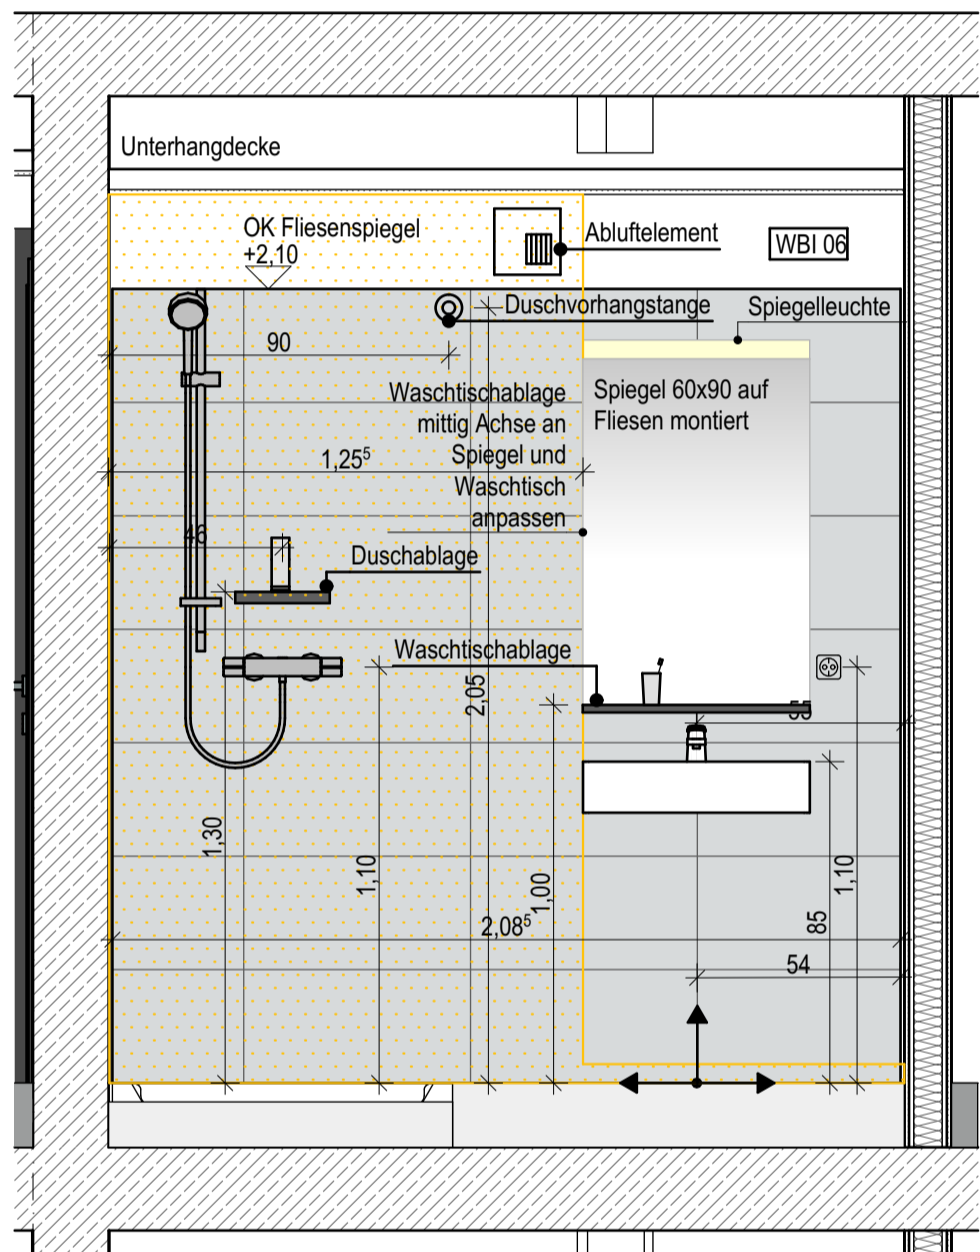 Unterhangdecke
OK Fliesenspiegel
+2,10
Abluftelement
WBI 06
Duschvorhangstange
Spiegelleuchte
90
Waschtischablage
mittig Achse an
Spiegel und
Waschtisch
anpassen
Spiegel 60x90 auf
Fliesen montiert
1,25⁵
46
Duschablage
Waschtischablage
2,05
1,30
1,10
1,00
2,08⁵
85
1,10
54